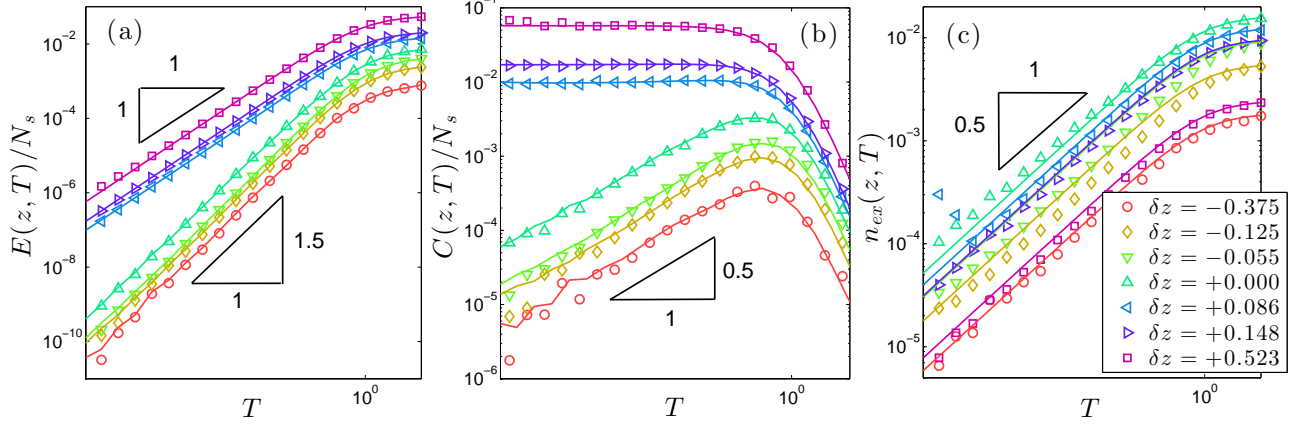 (a)
E(z, T)/N_s
10^{-2}
10^{-4}
10^{-6}
10^{-8}
10^{-10}
1
1
1.5
1
10^0
T
(b)
C(z, T)/N_s
10^{-1}
10^{-2}
10^{-3}
10^{-4}
10^{-5}
10^{-6}
0.5
1
10^0
T
(c)
n_{ex}(z, T)
10^{-2}
10^{-3}
10^{-4}
10^{-5}
1
0.5
10^0
T
δz = −0.375
δz = −0.125
δz = −0.055
δz = +0.000
δz = +0.086
δz = +0.148
δz = +0.523